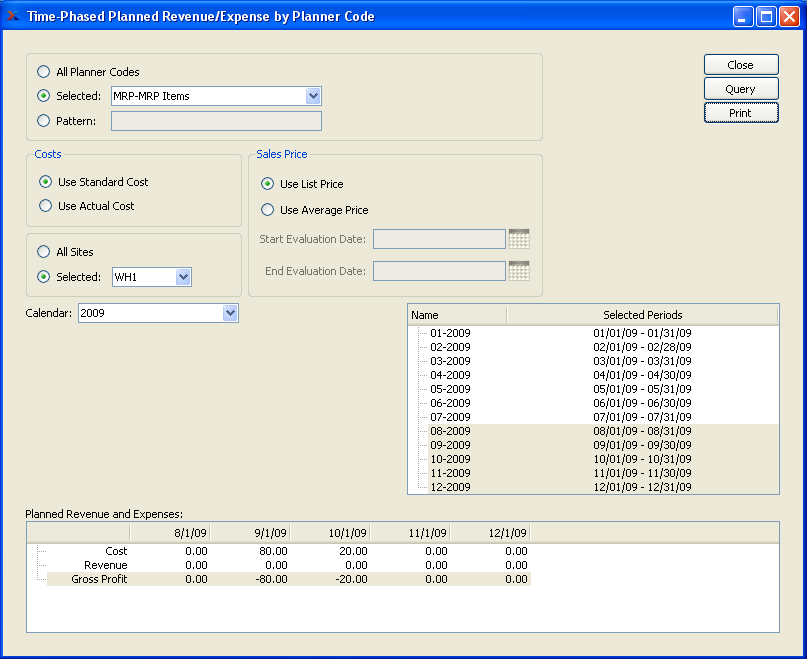 Time-Phased Planned Revenue/Expense by Planner Code
All Planner Codes
Selected: MRP-MRP Items
Pattern:
Close
Query
Print
Costs
Use Standard Cost
Use Actual Cost
Sales Price
Use List Price
Use Average Price
Start Evaluation Date:
End Evaluation Date:
All Sites
Selected: WH1
Calendar: 2009
Name Selected Periods
01-2009 01/01/09 - 01/31/09
02-2009 02/01/09 - 02/28/09
03-2009 03/01/09 - 03/31/09
04-2009 04/01/09 - 04/30/09
05-2009 05/01/09 - 05/31/09
06-2009 06/01/09 - 06/30/09
07-2009 07/01/09 - 07/31/09
08-2009 08/01/09 - 08/31/09
09-2009 09/01/09 - 09/30/09
10-2009 10/01/09 - 10/31/09
11-2009 11/01/09 - 11/30/09
12-2009 12/01/09 - 12/31/09
Planned Revenue and Expenses:
8/1/09 9/1/09 10/1/09 11/1/09 12/1/09
Cost 0.00 80.00 20.00 0.00 0.00
Revenue 0.00 0.00 0.00 0.00 0.00
Gross Profit 0.00 -80.00 -20.00 0.00 0.00